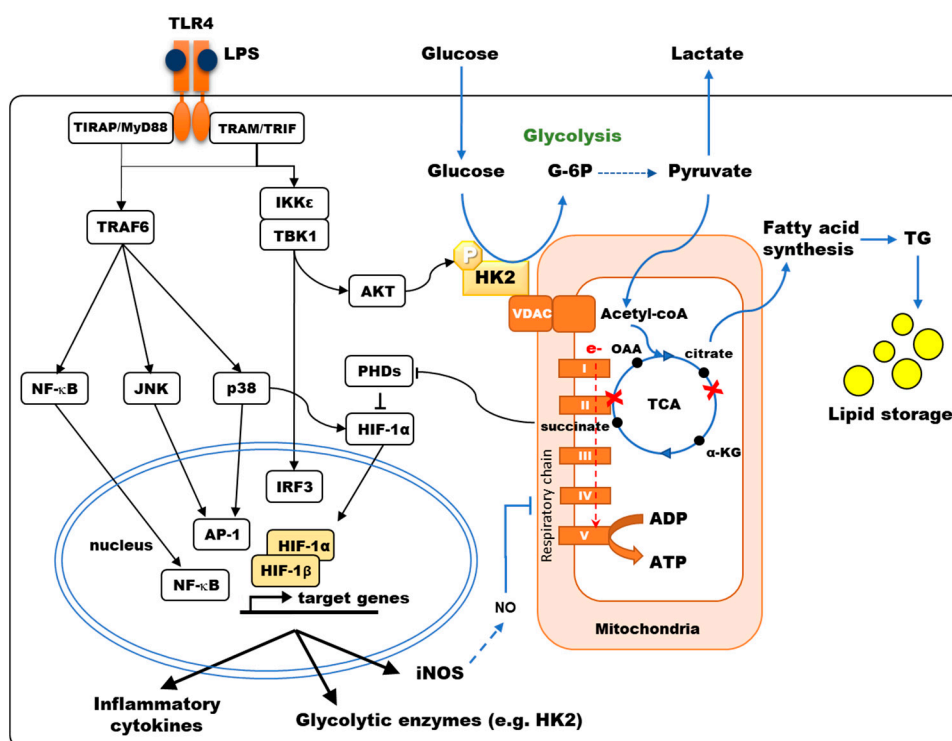 TLR4
LPS
Glucose
Lactate
TIRAP/MyD88
TRAM/TRIF
Glycolysis
Glucose
G-6P
Pyruvate
IKKε
TBK1
TRAF6
Fatty acid
synthesis
TG
P
HK2
AKT
VDAC
Acetyl-coA
e-
OAA
citrate
I
NF-κB
JNK
p38
PHDs
II
TCA
Lipid storage
succinate
HIF-1α
α-KG
III
Respiratory chain
IRF3
IV
ADP
AP-1
V
nucleus
HIF-1α
HIF-1β
ATP
NF-κB
target genes
NO
Mitochondria
iNOS
Inflammatory
cytokines
Glycolytic enzymes (e.g. HK2)